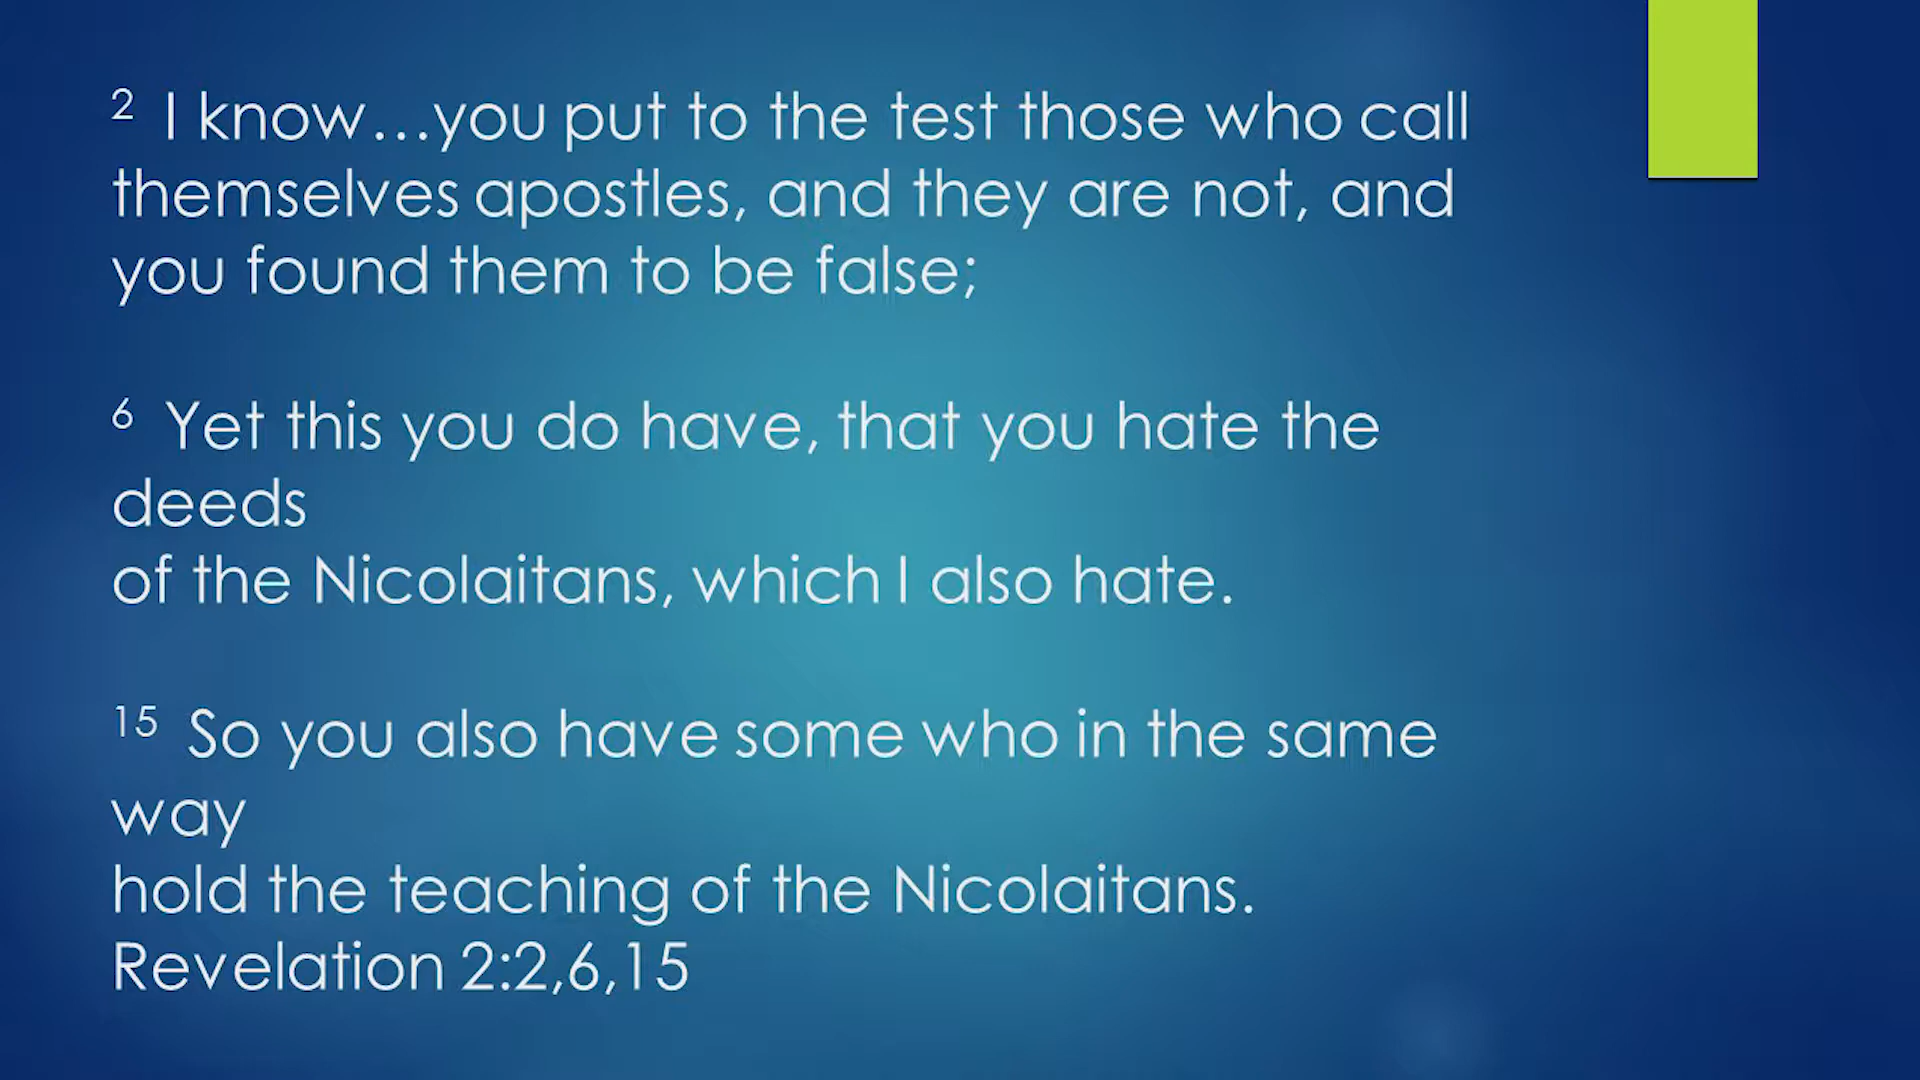 2 I know…you put to the test those who call
themselves apostles, and they are not, and
you found them to be false;
6 Yet this you do have, that you hate the
deeds
of the Nicolaitans, which I also hate.
15 So you also have some who in the same
way
hold the teaching of the Nicolaitans.
Revelation 2:2,6,15